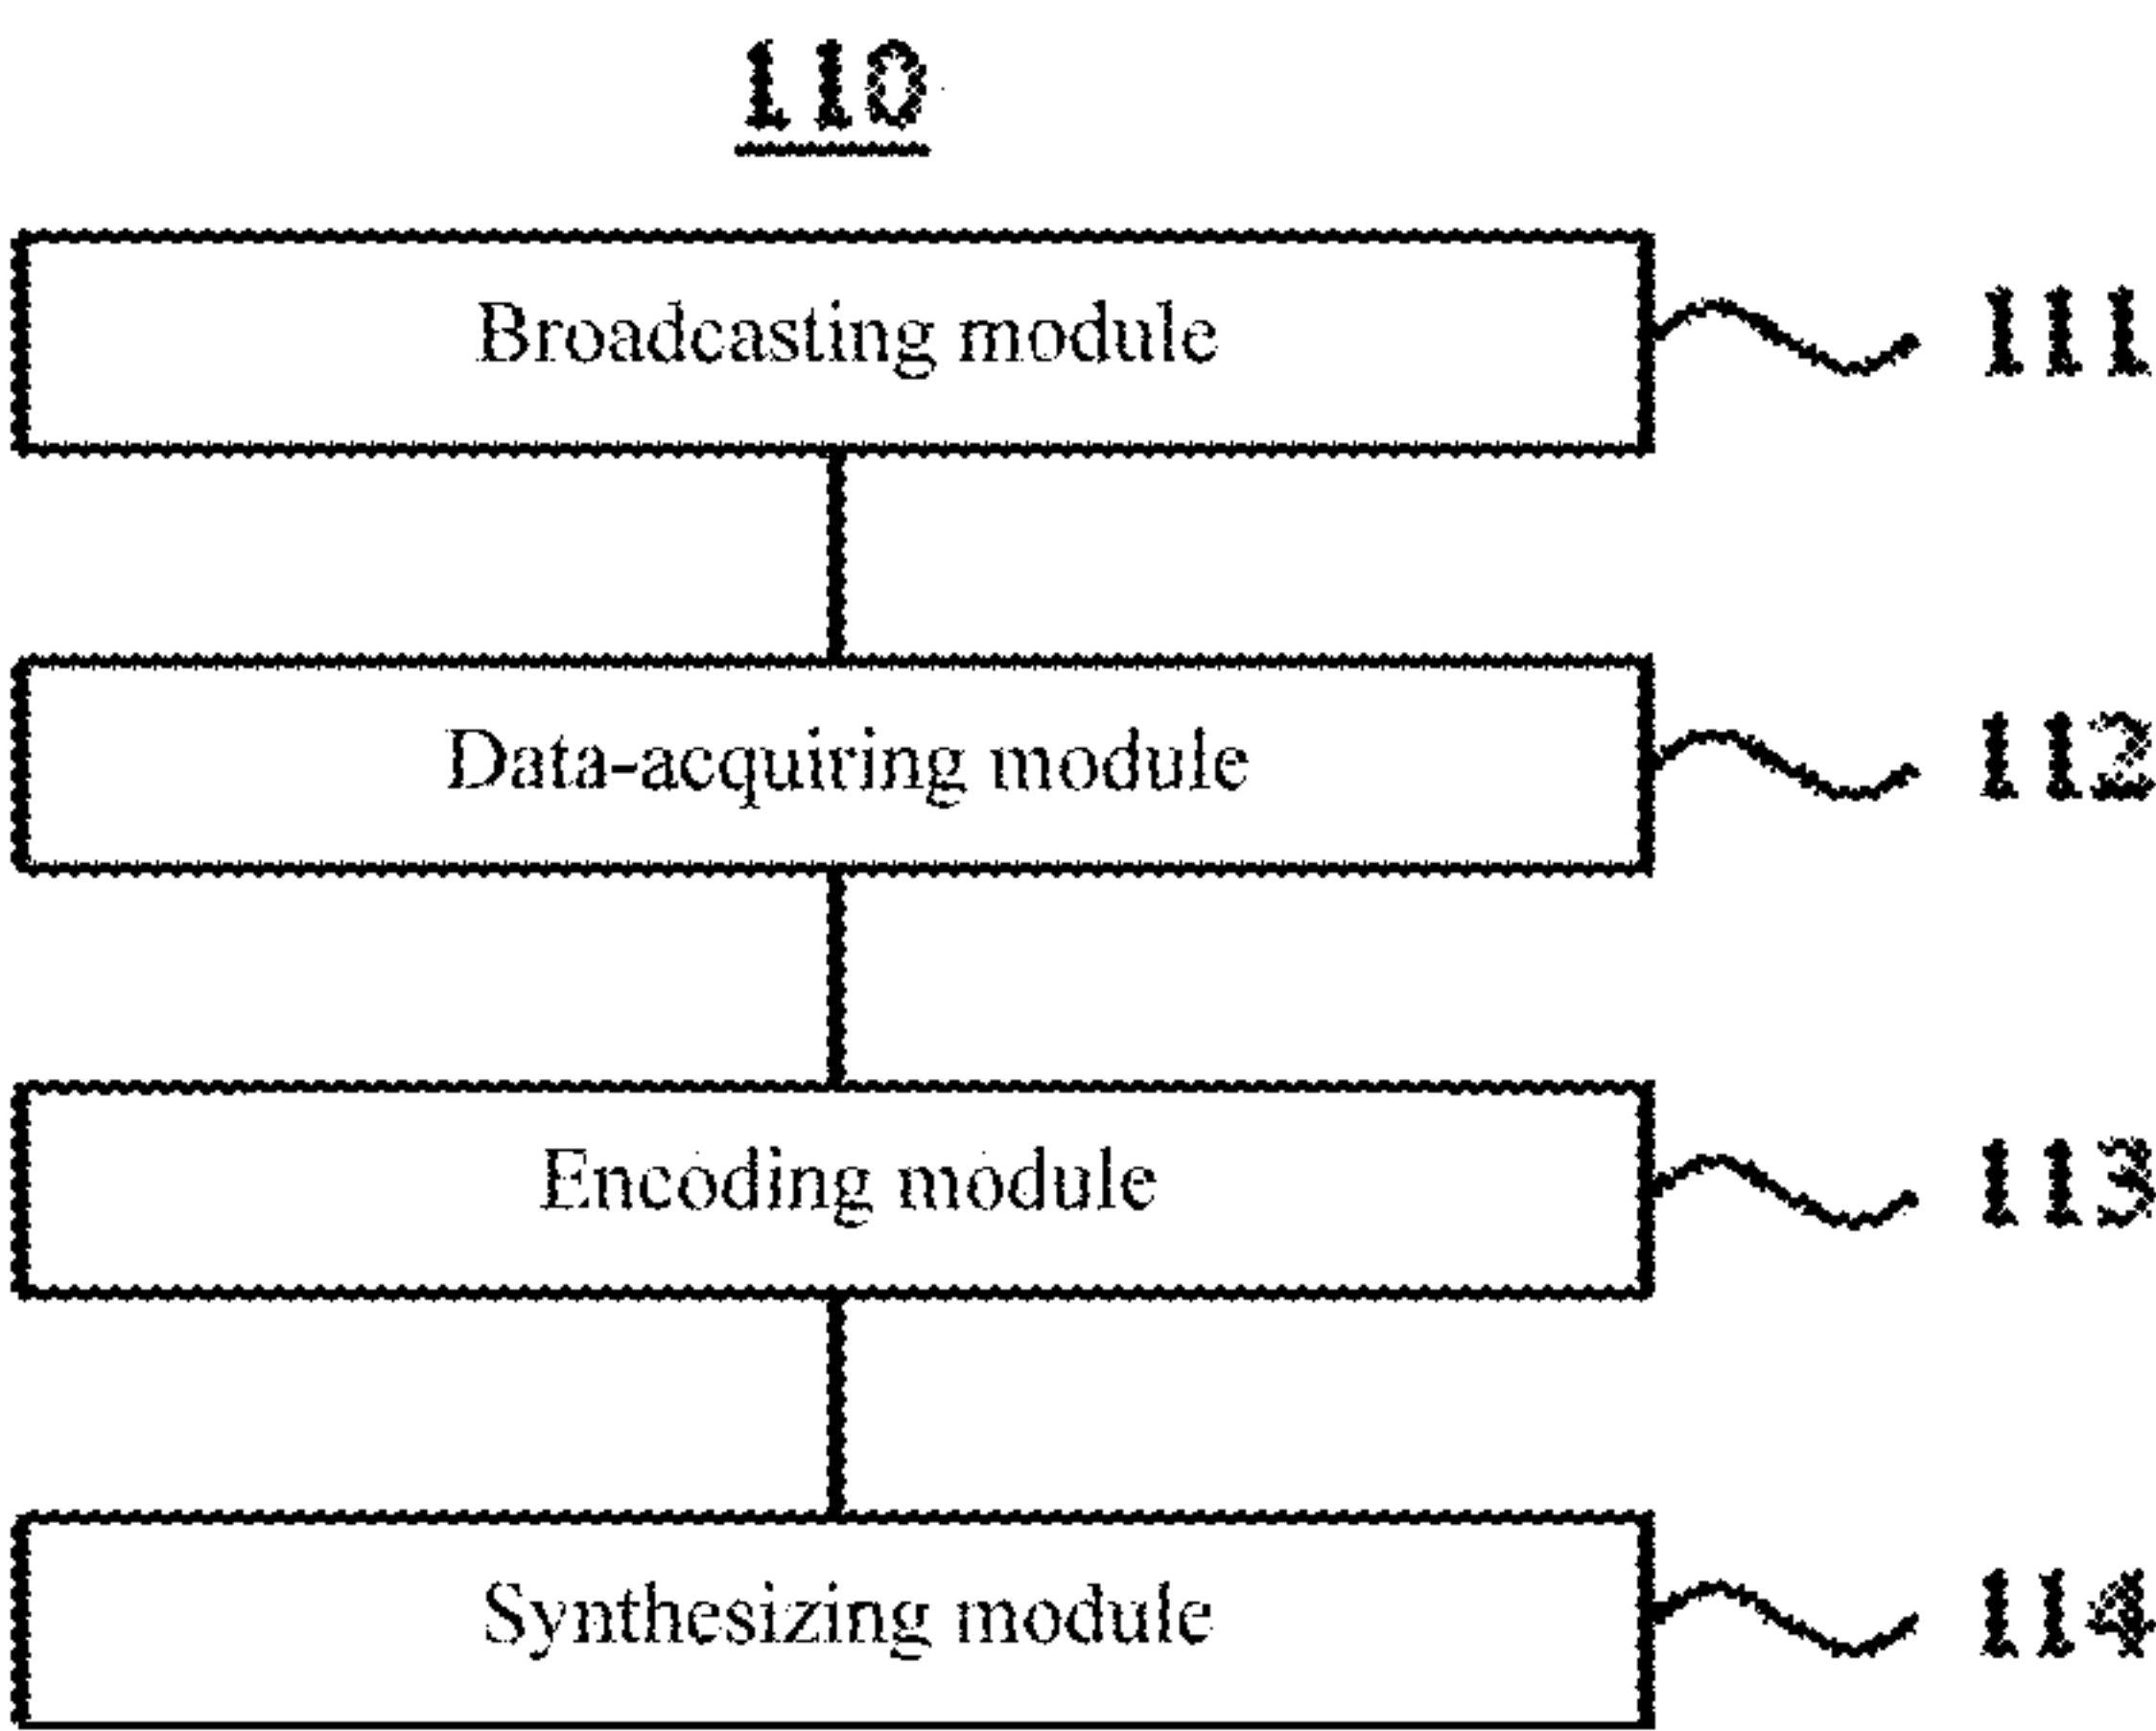 110
Broadcasting module 111
Data-acquiring module 112
Encoding module 113
Synthesizing module 114